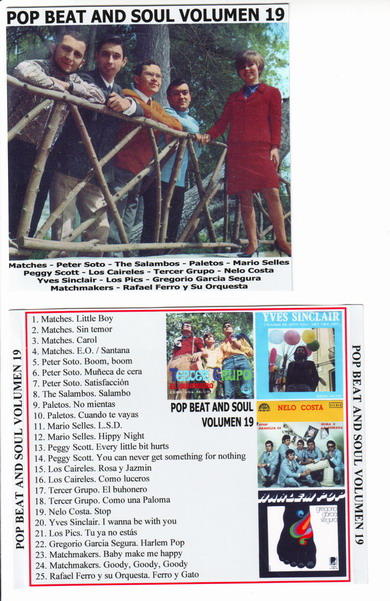 POP BEAT AND SOUL VOLUMEN 19
Matches - Peter Soto - The Salambos - Paletos - Mario Selles
Peggy Scott - Los Caireles - Tercer Grupo - Nelo Costa
Yves Sinclair - Los Pics - Gregorio Garcia Segura
Matchmakers - Rafael Ferro y Su Orquesta
POP BEAT AND SOUL VOLUMEN 19
1. Matches. Little Boy
2. Matches. Sin temor
3. Matches. Carol
4. Matches. E.O. / Santana
5. Peter Soto. Boom, boom
6. Peter Soto. Muñeca de cera
7. Peter Soto. Satisfacción
8. The Salambos. Salambo
9. Paletos. No mientas
10. Paletos. Cuando te vayas
11. Mario Selles. L.S.D.
12. Mario Selles. Hippy Night
13. Peggy Scott. Every little bit hurts
14. Peggy Scott. You can never get something for nothing
15. Los Caireles. Rosa y Jazmin
16. Los Caireles. Como luceros
17. Tercer Grupo. El buhonero
18. Tercer Grupo. Como una Paloma
19. Nelo Costa. Stop
20. Yves Sinclair. I wanna be with you
21. Los Pics. Tu ya no estás
22. Gregorio Garcia Segura. Harlem Pop
23. Matchmakers. Baby make me happy
24. Matchmakers. Goody, Goody, Goody
25. Rafael Ferro y su Orquesta. Ferro y Gato
GRUPO
YVES SINCLAIR
POP BEAT AND SOUL
VOLUMEN 19
NELO COSTA
HARLEM POP
gregorio
garcia
segura
POP BEAT AND SOUL VOLUMEN 19